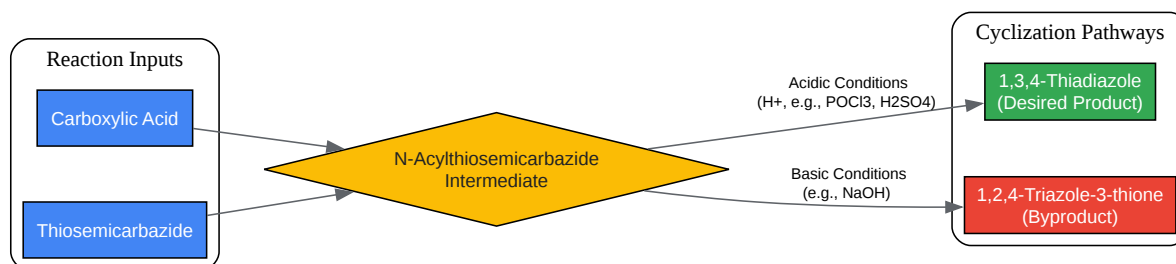 Reaction Inputs
Carboxylic Acid
Thiosemicarbazide
N-Acylthiosemicarbazide
Intermediate
Acidic Conditions
(H+, e.g., POCl3, H2SO4)
Basic Conditions
(e.g., NaOH)
Cyclization Pathways
1,3,4-Thiadiazole
(Desired Product)
1,2,4-Triazole-3-thione
(Byproduct)